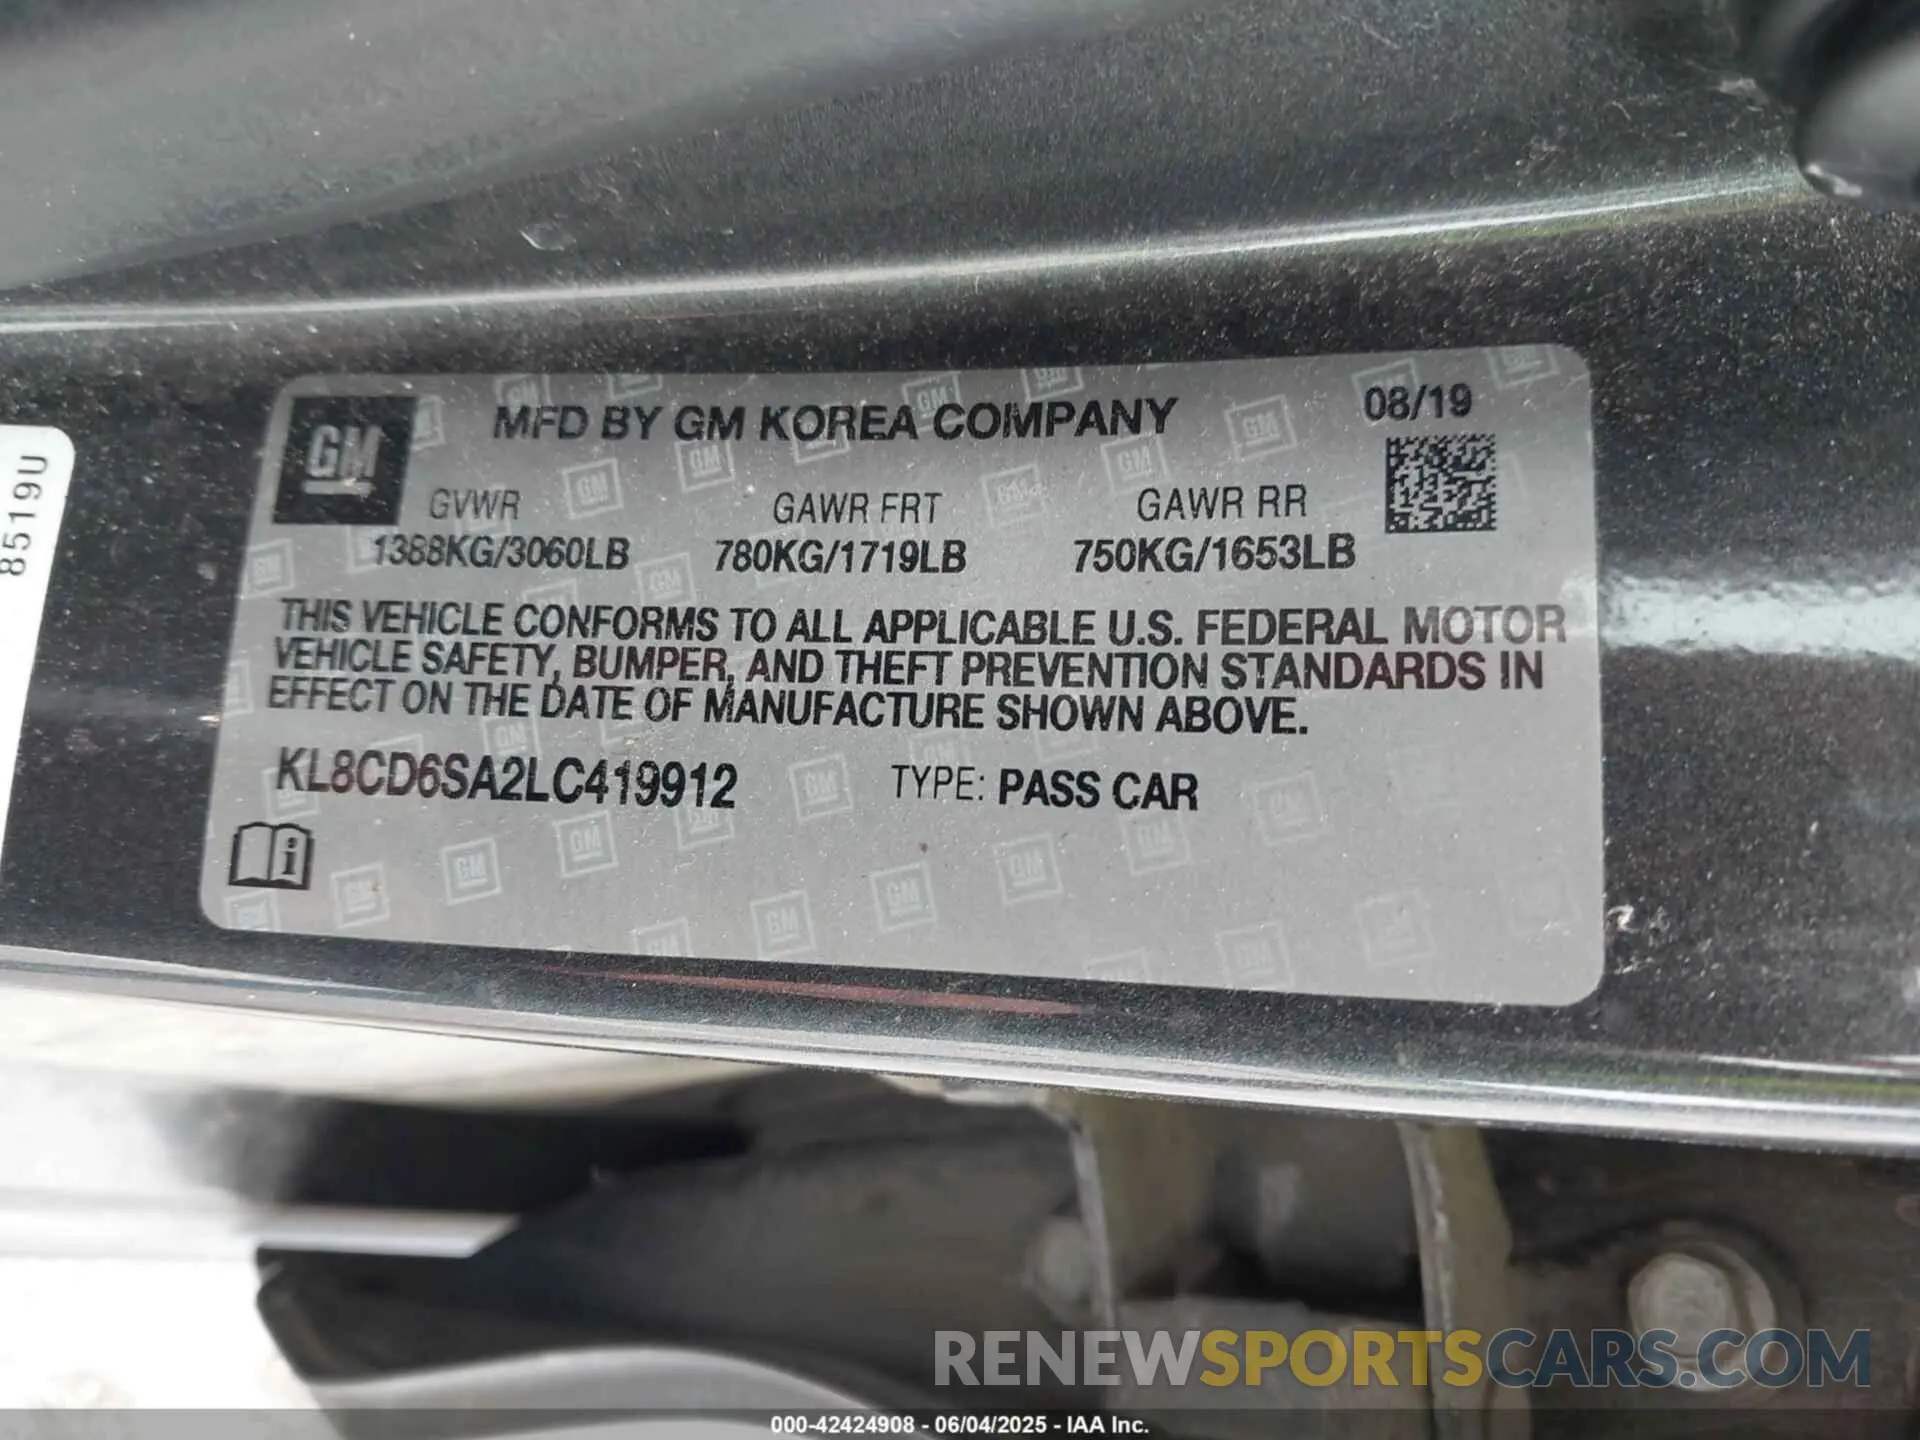 GM
MFD BY GM KOREA COMPANY
08/19
GVWR
GAWR FRT
GAWR RR
1388KG/3060LB
780KG/1719LB
750KG/1653LB
THIS VEHICLE CONFORMS TO ALL APPLICABLE U.S. FEDERAL MOTOR
VEHICLE SAFETY, BUMPER, AND THEFT PREVENTION STANDARDS IN
EFFECT ON THE DATE OF MANUFACTURE SHOWN ABOVE.
KL8CD6SA2LC419912
TYPE: PASS CAR
8519U
RENEWSPORTSCARS.COM
000-42424908 - 06/04/2025 - IAA Inc.